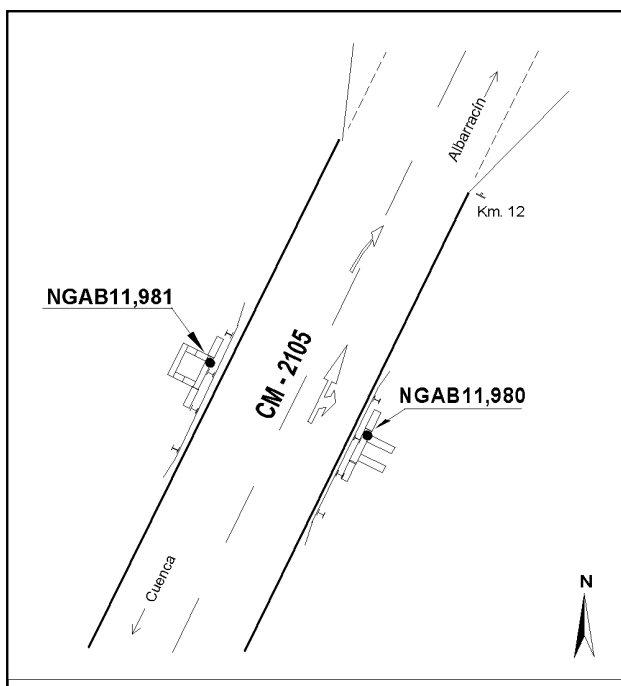 Albarracín
Km. 12
NGAB11,981
CM - 2105
NGAB11,980
Cuenca
N